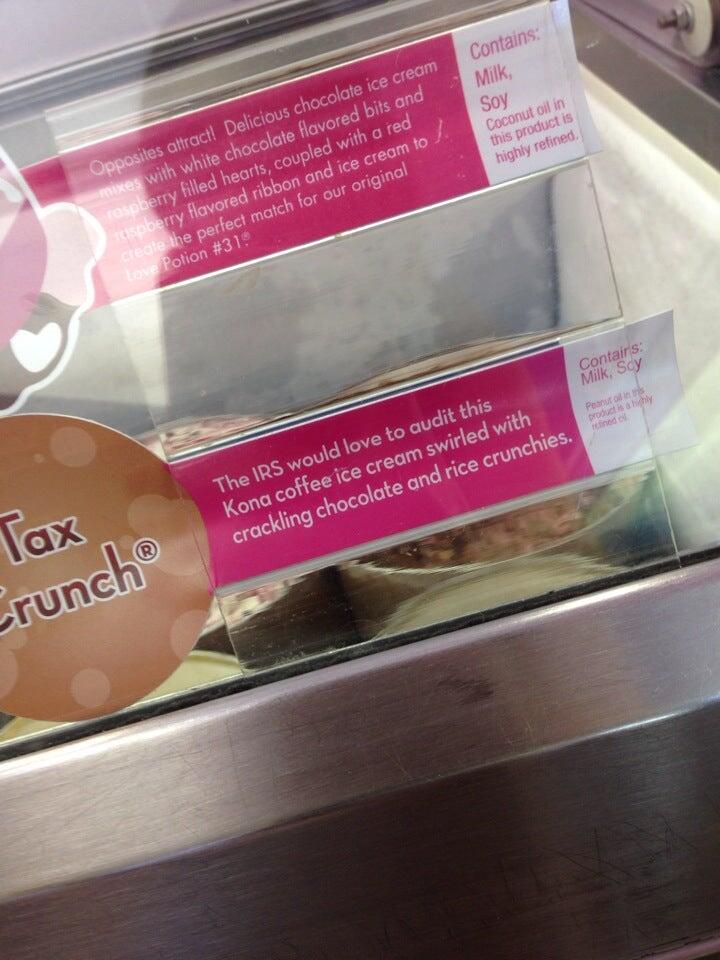 Opposites attract! Delicious chocolate ice cream
mixes with white chocolate flavored bits and
raspberry filled hearts, coupled with a red
raspberry flavored ribbon and ice cream to
create the perfect match for our original
Love Potion #31®
Contains:
Milk,
Soy
Coconut oil in
this product is
highly refined.
The IRS would love to audit this
Kona coffee ice cream swirled with
crackling chocolate and rice crunchies.
Contains:
Milk, Soy
Peanut oil in this
product is a highly
refined oil.
Tax
Crunch®